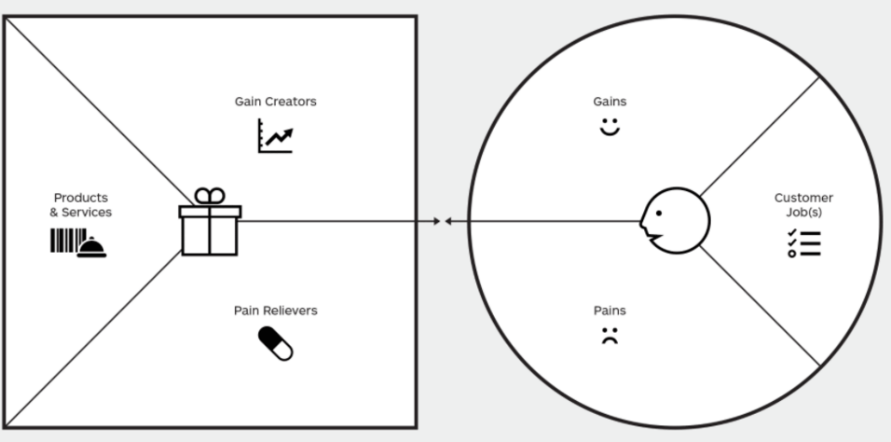 Gain Creators
Products
& Services
Pain Relievers
Gains
Customer
Job(s)
Pains